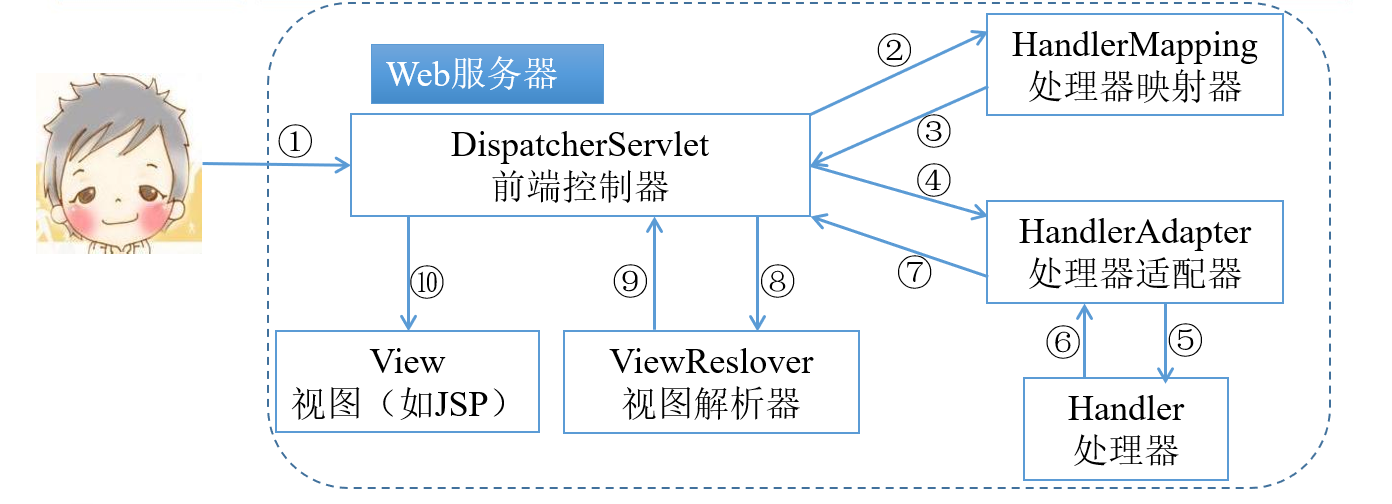 Web服务器
②
HandlerMapping
处理器映射器
①
DispatcherServlet
前端控制器
③
④
HandlerAdapter
处理器适配器
⑦
⑩
⑨
⑧
View
视图（如JSP）
ViewReslover
视图解析器
⑥
⑤
Handler
处理器